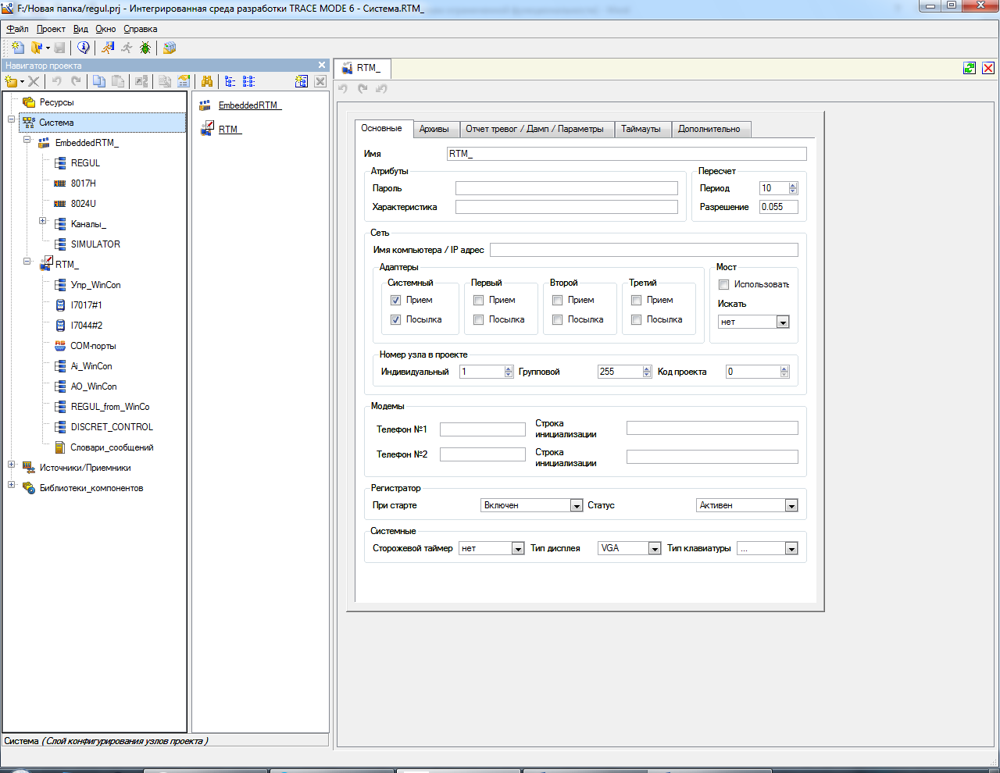 F:/Новая папка/regul.prj - Интегрированная среда разработки TRACE MODE 6 - Система.RTM_
Файл Проект Вид Окно Справка
Навигатор проекта
Ресурсы
Система
EmbeddedRTM_
REGUL
8017H
8024U
Каналы_
SIMULATOR
RTM_
Упр_WinCon
I7017#1
I7044#2
COM-порты
Ai_WinCon
AO_WinCon
REGUL_from_WinCo
DISCRET_CONTROL
Словари_сообщений
Источники/Приемники
Библиотеки_компонентов
EmbeddedRTM_
RTM_
Система ( Слой конфигурирования узлов проекта )
RTM_
Основные Архивы Отчет тревог / Дамп / Параметры Таймауты Дополнительно
Имя RTM_
Атрибуты
Пароль
Характеристика
Пересчет
Период 10
Разрешение 0.055
Сеть
Имя компьютера / IP адрес
Адаптеры
Системный Первый Второй Третий
Прием Прием Прием Прием
Посылка Посылка Посылка Посылка
Мост
Использовать
Искать
нет
Номер узла в проекте
Индивидуальный 1 Групповой 255 Код проекта 0
Модемы
Телефон №1 Строка инициализации
Телефон №2 Строка инициализации
Регистратор
При старте Включен Статус Активен
Системные
Сторожевой таймер нет Тип дисплея VGA Тип клавиатуры ...